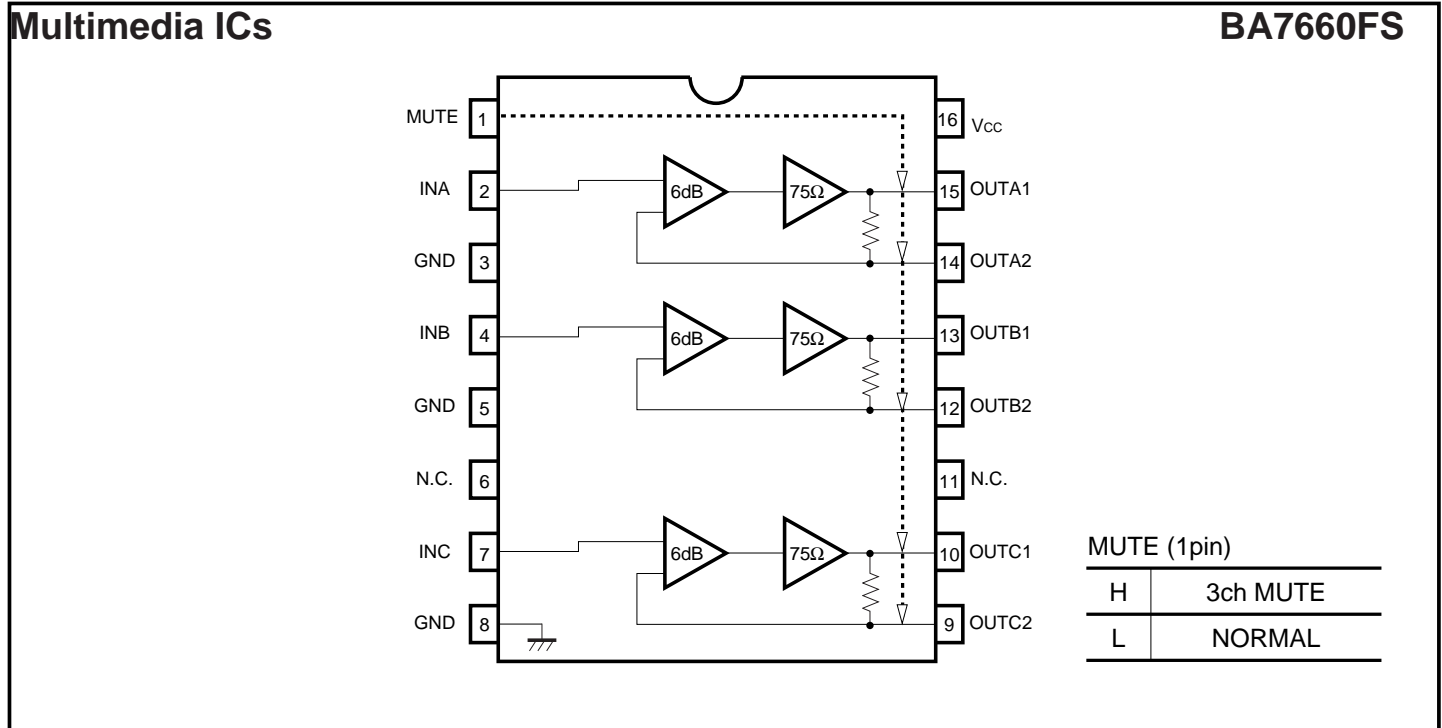 Multimedia ICs BA7660FS
MUTE 1 16 Vcc
INA 2 6dB 75Ω 15 OUTA1
GND 3 14 OUTA2
INB 4 6dB 75Ω 13 OUTB1
GND 5 12 OUTB2
N.C. 6 11 N.C.
INC 7 6dB 75Ω 10 OUTC1
GND 8 9 OUTC2
MUTE (1pin)
H 3ch MUTE
L NORMAL